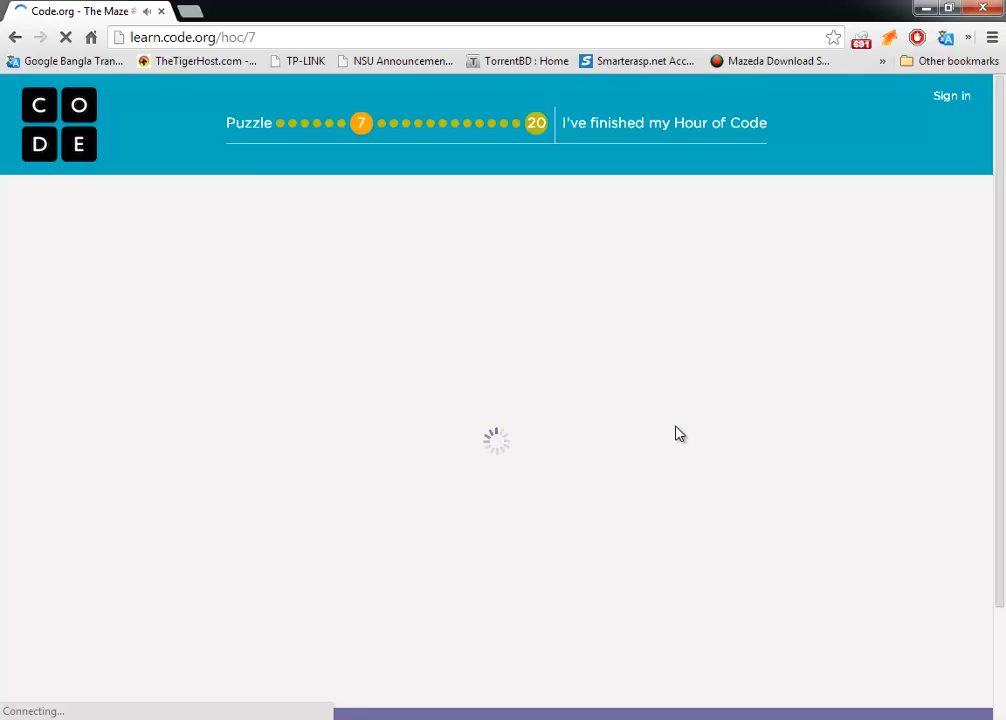 Code.org - The Maze #
learn.code.org/hoc/7
691
Google Bangla Tran... TheTigerHost.com -... TP-LINK NSU Announcemen... TorrentBD : Home Smarterasp.net Acc... Mazeda Download S... » Other bookmarks
Sign in
C O
D E
Puzzle 7 20 I've finished my Hour of Code
Connecting...